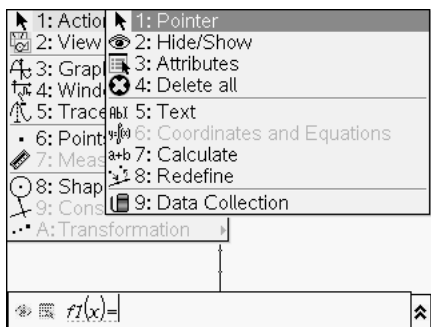 1: Actio
2: View
3: Grap
4: Wind
5: Trace
6: Point
7: Meas
8: Shap
9: Cons
A: Transformation
1: Pointer
2: Hide/Show
3: Attributes
4: Delete all
5: Text
6: Coordinates and Equations
7: Calculate
8: Redefine
9: Data Collection
f1(x)=